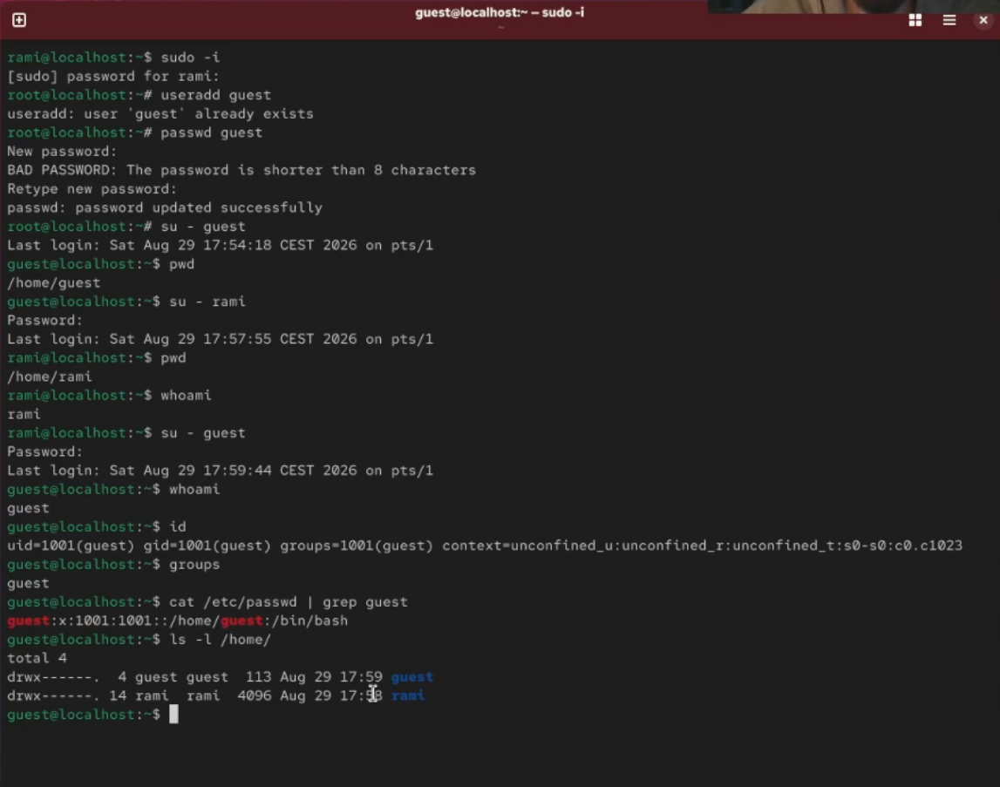 guest@localhost:~ — sudo -i
rami@localhost:~$ sudo -i
[sudo] password for rami:
root@localhost:~# useradd guest
useradd: user 'guest' already exists
root@localhost:~# passwd guest
New password:
BAD PASSWORD: The password is shorter than 8 characters
Retype new password:
passwd: password updated successfully
root@localhost:~# su - guest
Last login: Sat Aug 29 17:54:18 CEST 2026 on pts/1
guest@localhost:~$ pwd
/home/guest
guest@localhost:~$ su - rami
Password:
Last login: Sat Aug 29 17:57:55 CEST 2026 on pts/1
rami@localhost:~$ pwd
/home/rami
rami@localhost:~$ whoami
rami
rami@localhost:~$ su - guest
Password:
Last login: Sat Aug 29 17:59:44 CEST 2026 on pts/1
guest@localhost:~$ whoami
guest
guest@localhost:~$ id
uid=1001(guest) gid=1001(guest) groups=1001(guest) context=unconfined_u:unconfined_r:unconfined_t:s0-s0:c0.c1023
guest@localhost:~$ groups
guest
guest@localhost:~$ cat /etc/passwd | grep guest
guest:x:1001:1001::/home/guest:/bin/bash
guest@localhost:~$ ls -l /home/
total 4
drwx------.  4 guest guest  113 Aug 29 17:59 guest
drwx------. 14 rami  rami  4096 Aug 29 17:58 rami
guest@localhost:~$